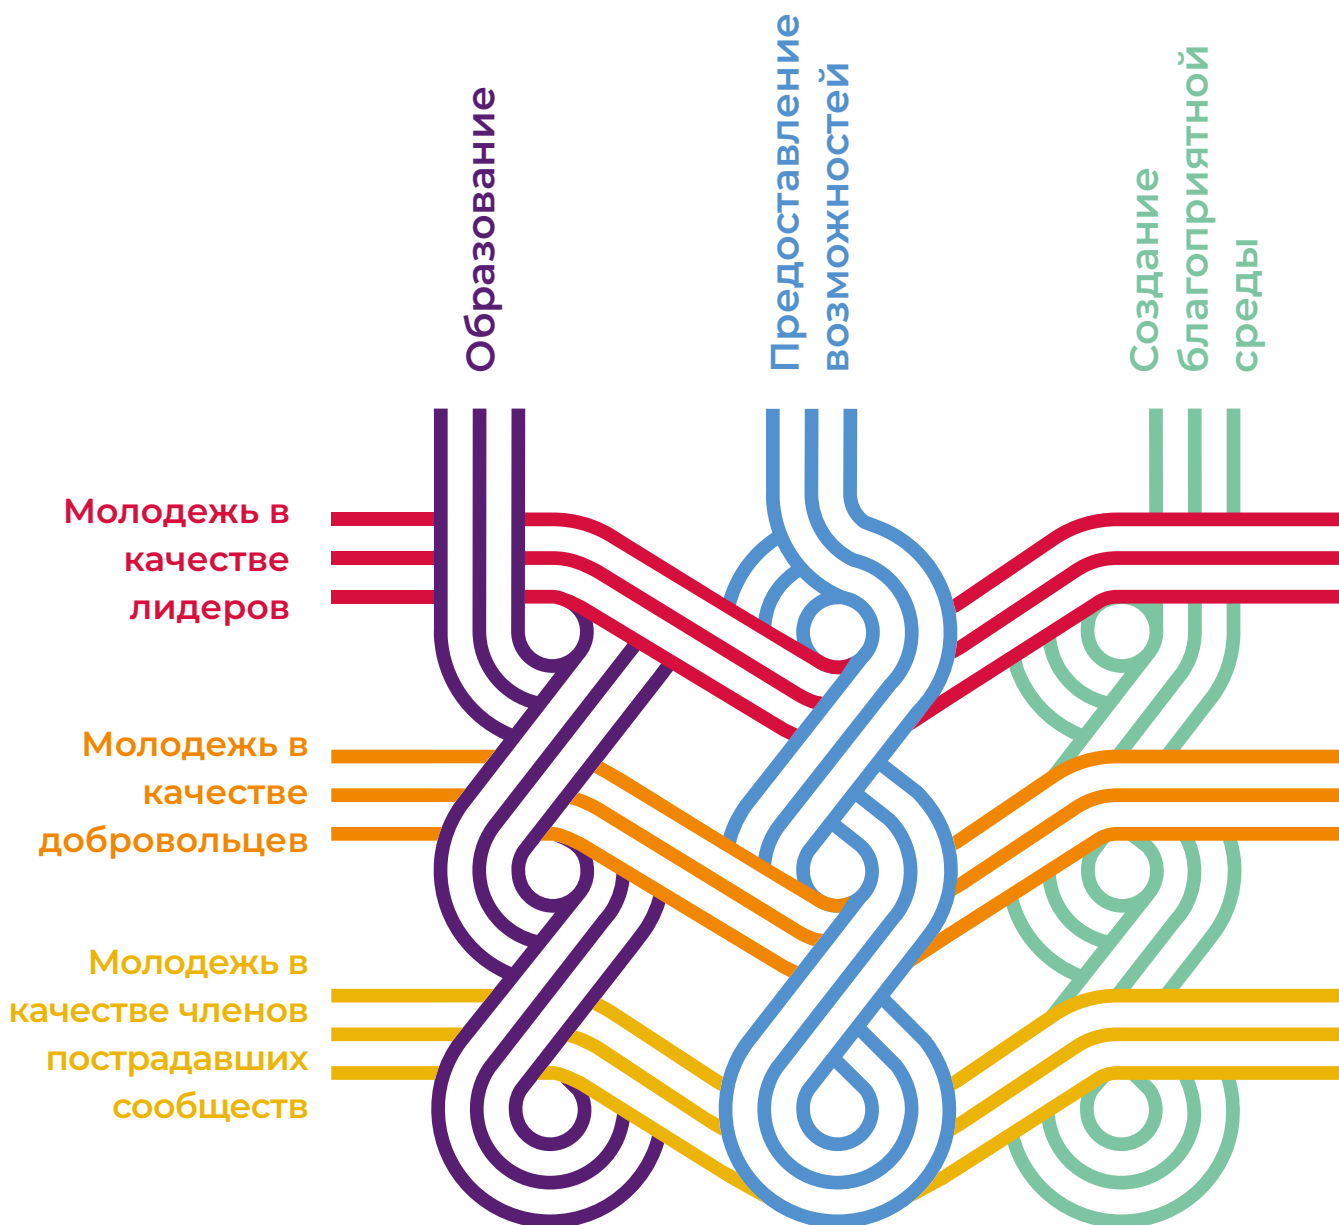 Образование
Предоставление
возможностей
Создание
благоприятной
среды
Молодежь в
качестве
лидеров
Молодежь в
качестве
добровольцев
Молодежь в
качестве членов
пострадавших
сообществ